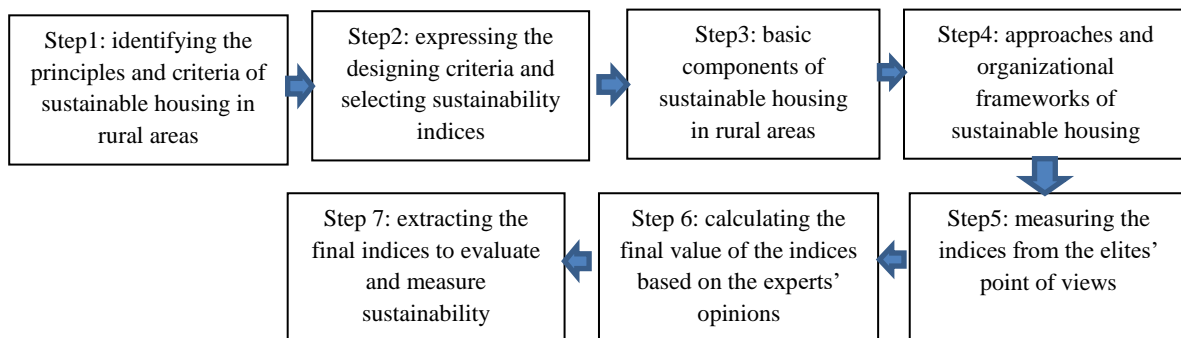 Step1: identifying the
principles and criteria of
sustainable housing in
rural areas
Step2: expressing the
designing criteria and
selecting sustainability
indices
Step3: basic
components of
sustainable housing
in rural areas
Step4: approaches and
organizational
frameworks of
sustainable housing
Step5: measuring the
indices from the elites’
point of views
Step 6: calculating the
final value of the indices
based on the experts’
opinions
Step 7: extracting the
final indices to evaluate
and measure
sustainability